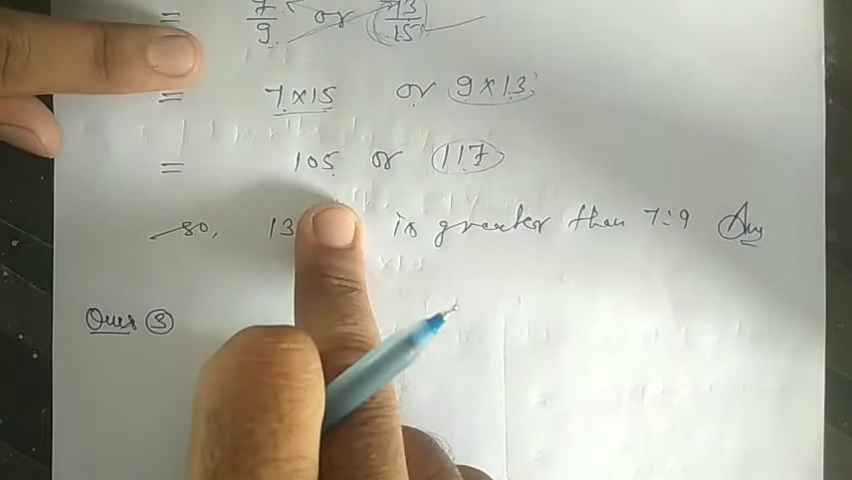 = 7/9 or 13/15
= 7×15 or 9×13
= 105 or 117
so, 13 is greater than 7:9 Ans
Ques 3